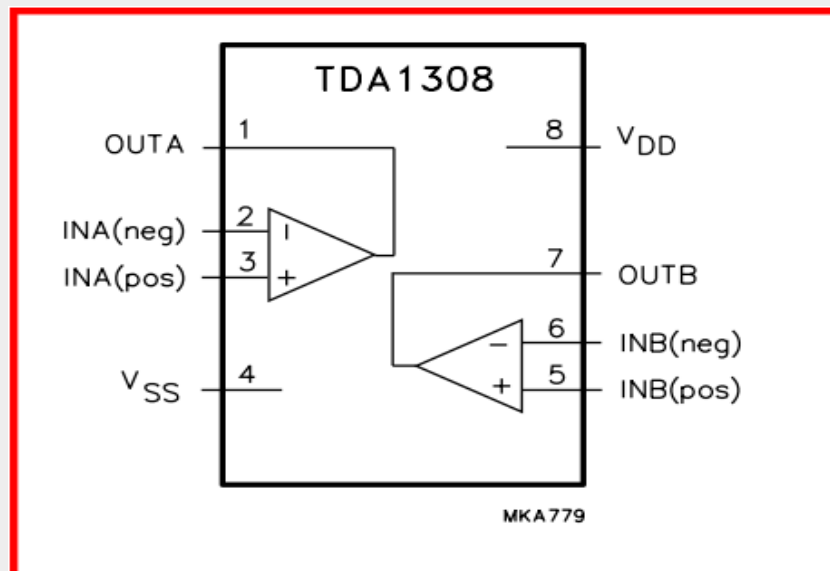 TDA1308
OUTA 1
8 VDD
INA(neg) 2 -
INA(pos) 3 +
7 OUTB
- 6 INB(neg)
+ 5 INB(pos)
VSS 4
MKA779